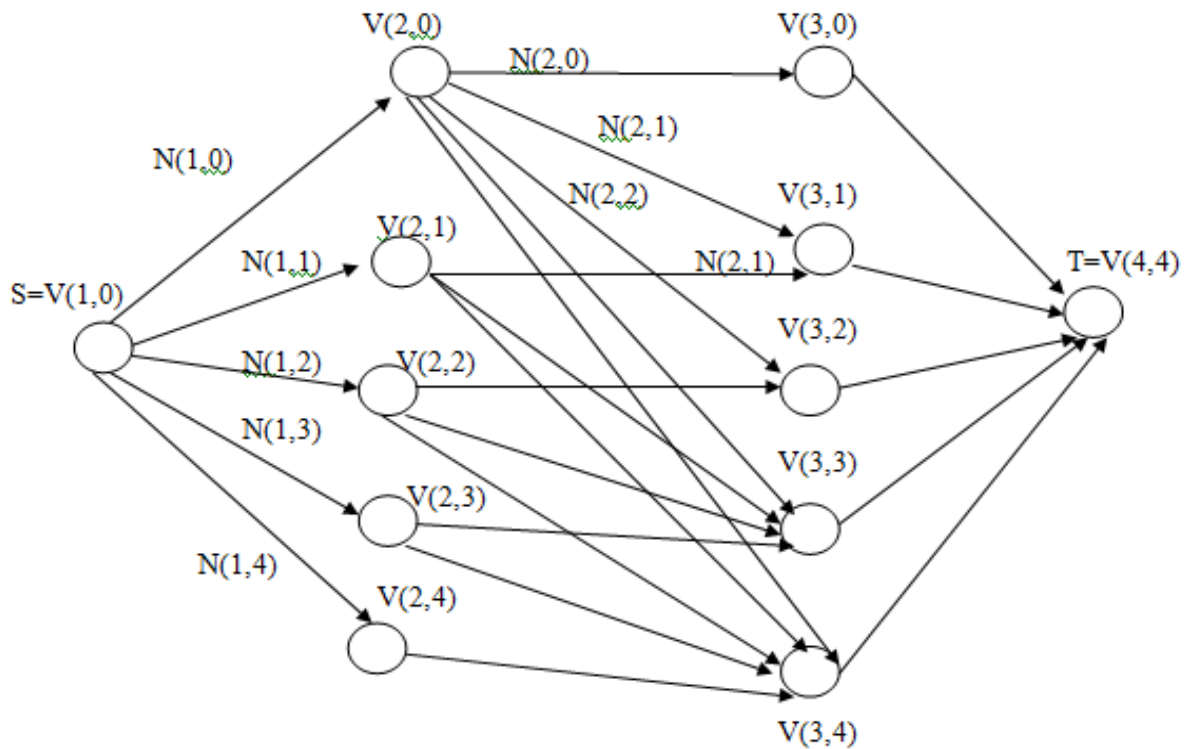 V(2,0)
V(3,0)
N(2,0)
N(2,1)
N(1,0)
N(2,2)
V(3,1)
V(2,1)
N(1,1)
N(2,1)
T=V(4,4)
S=V(1,0)
V(3,2)
N(1,2)
V(2,2)
N(1,3)
V(3,3)
V(2,3)
N(1,4)
V(2,4)
V(3,4)